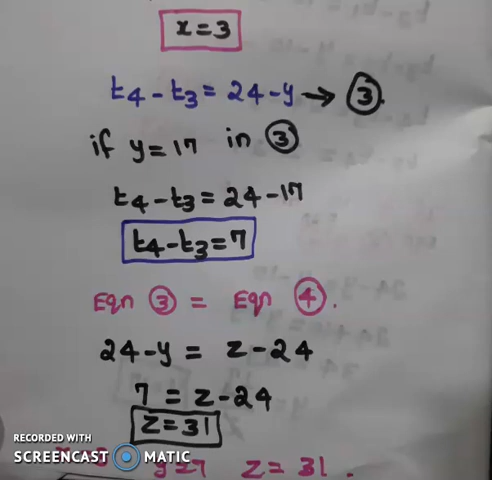 x=3
t4-t3=24-y→③.
if y=17 in ③
t4-t3=24-17
t4-t3=7
Eqn ③ = Eqn ④.
24-y = z-24
7 = z-24
z=31
RECORDED WITH
SCREENCAST MATIC
z=31.